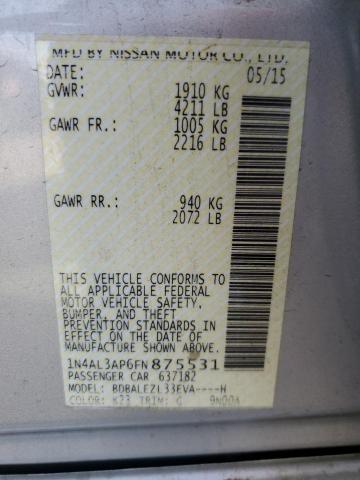 MFD BY NISSAN MOTOR CO., LTD.
DATE: 05/15
GVWR: 1910 KG
4211 LB
GAWR FR.: 1005 KG
2216 LB
GAWR RR.: 940 KG
2072 LB
THIS VEHICLE CONFORMS TO
ALL APPLICABLE FEDERAL
MOTOR VEHICLE SAFETY,
BUMPER, AND THEFT
PREVENTION STANDARDS
IN EFFECT ON THE DATE OF
MANUFACTURE SHOWN ABOVE.
1N4AL3AP6FN875531
PASSENGER CAR 637182
MODEL: BDBALEZL33EVA----H
COLOR: K23 TRIM: G 9N00A